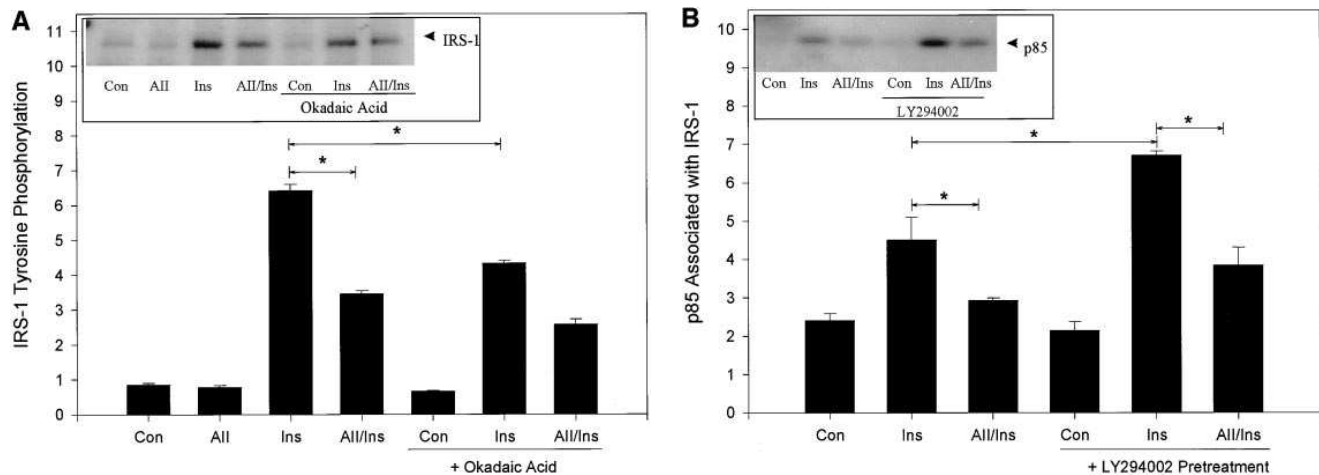 A
IRS-1
Con AII Ins AII/Ins Con Ins AII/Ins
Okadaic Acid
IRS-1 Tyrosine Phosphorylation
11
10
9
8
7
6
5
4
3
2
1
0
*
*
Con AII Ins AII/Ins Con Ins AII/Ins
+ Okadaic Acid
B
p85
Con Ins AII/Ins Con Ins AII/Ins
LY294002
p85 Associated with IRS-1
10
9
8
7
6
5
4
3
2
1
0
*
*
*
Con Ins AII/Ins Con Ins AII/Ins
+ LY294002 Pretreatment